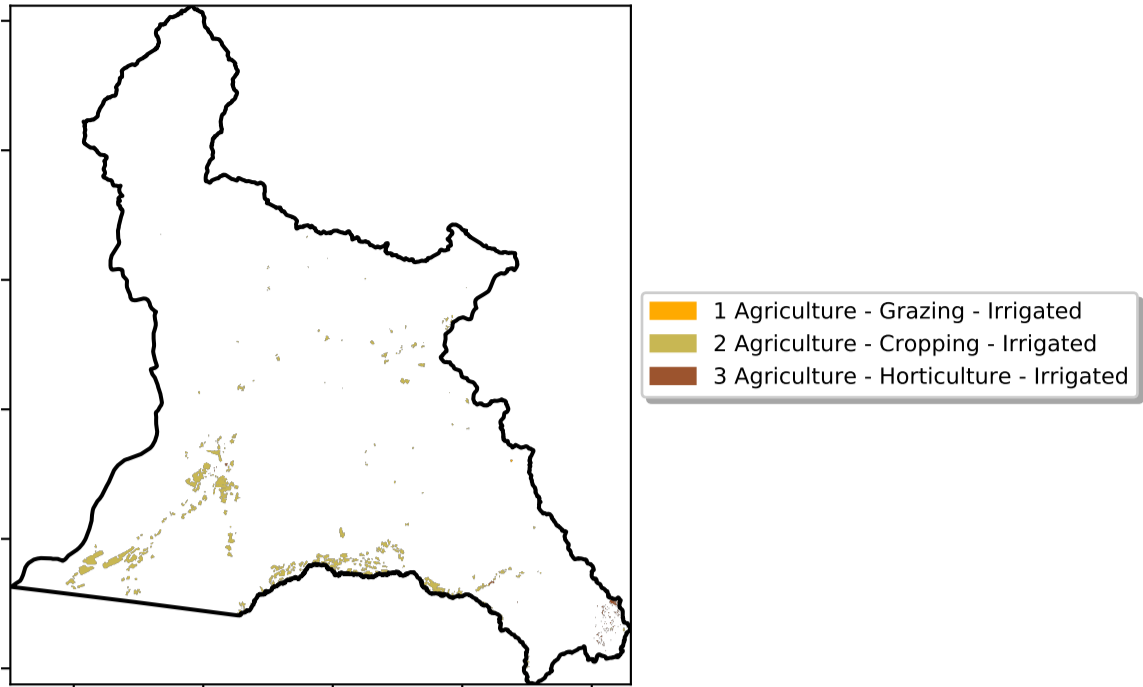 1 Agriculture - Grazing - Irrigated
2 Agriculture - Cropping - Irrigated
3 Agriculture - Horticulture - Irrigated